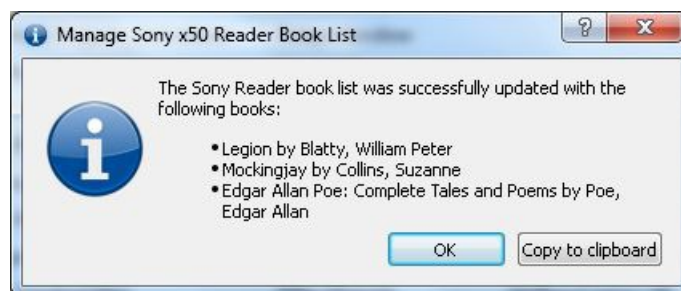 Manage Sony x50 Reader Book List
The Sony Reader book list was successfully updated with the
following books:
• Legion by Blatty, William Peter
• Mockingjay by Collins, Suzanne
• Edgar Allan Poe: Complete Tales and Poems by Poe,
Edgar Allan
OK Copy to clipboard